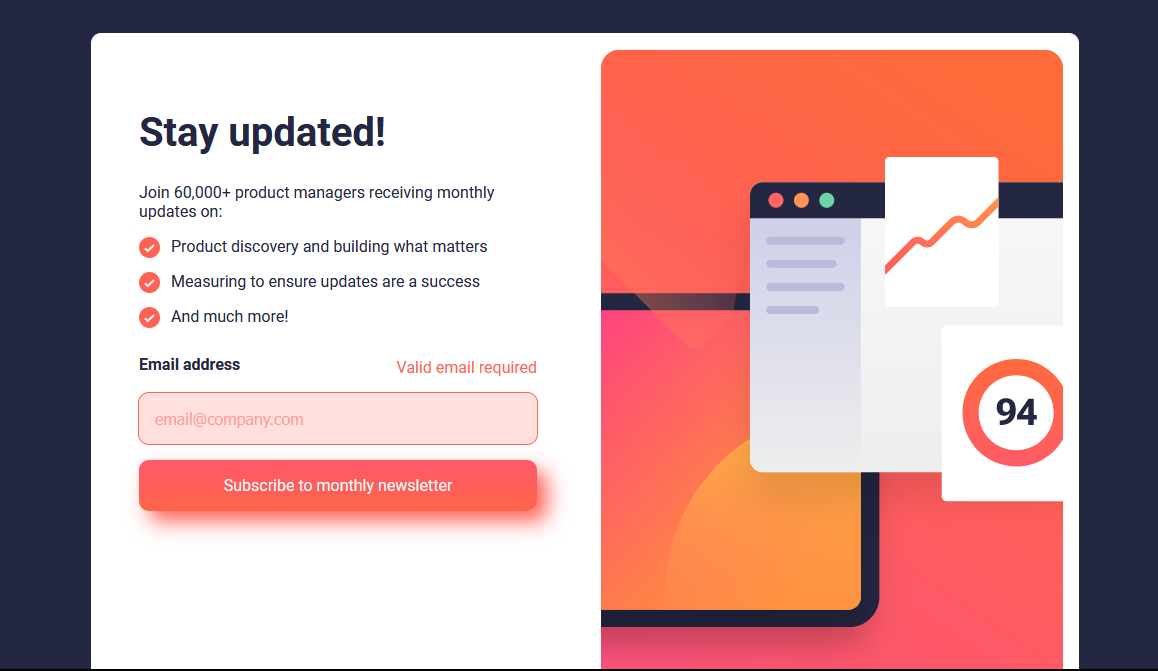 Stay updated!
Join 60,000+ product managers receiving monthly
updates on:
Product discovery and building what matters
Measuring to ensure updates are a success
And much more!
Email address
Valid email required
email@company.com
Subscribe to monthly newsletter
94